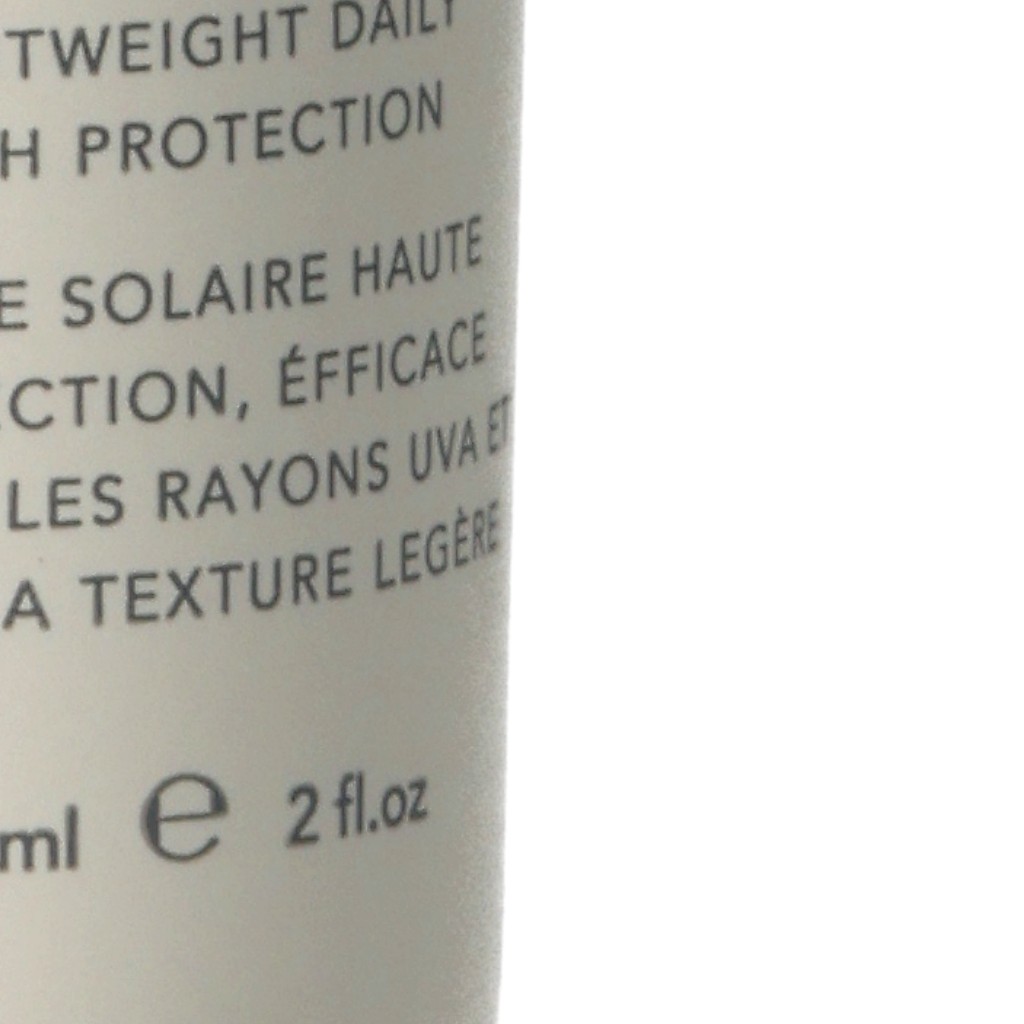 TWEIGHT DAILY
H PROTECTION
E SOLAIRE HAUTE
CTION, ÉFFICACE
LES RAYONS UVA ET
A TEXTURE LEGÈRE
ml e 2 fl.oz